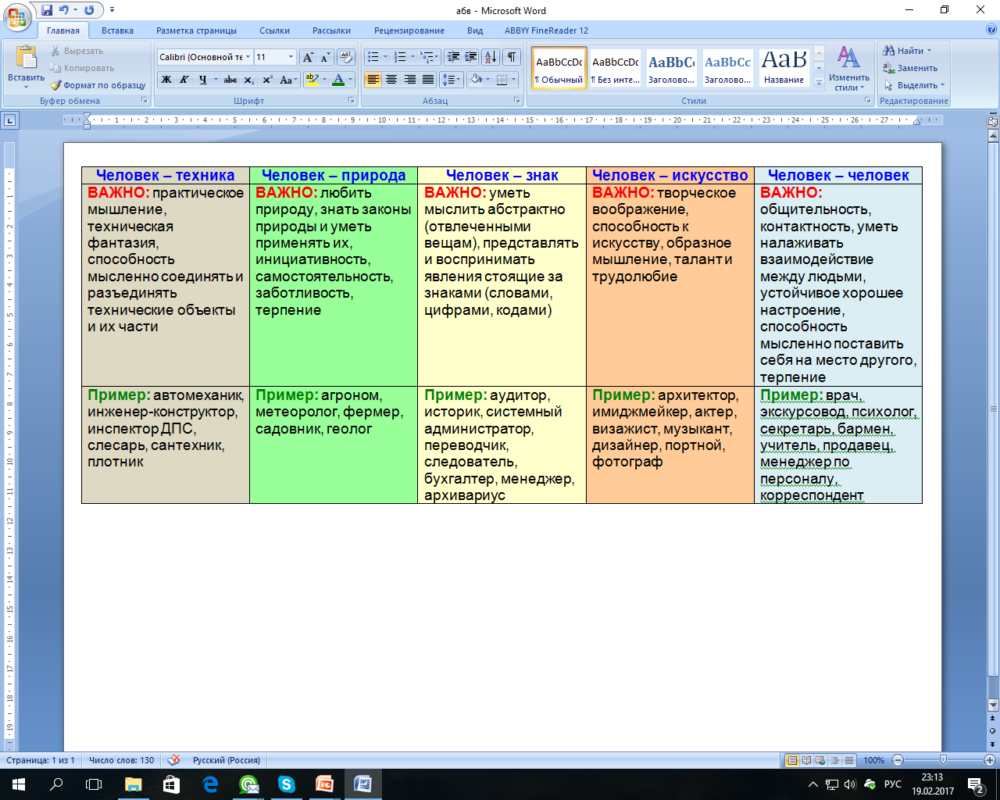 абв - Microsoft Word
Главная Вставка Разметка страницы Ссылки Рассылки Рецензирование Вид ABBYY FineReader 12
Вставить
Вырезать
Копировать
Формат по образцу
Буфер обмена
Calibri (Основной те 11
Шрифт
Абзац
AaBbCcDc ¶ Обычный
AaBbCcDc ¶ Без инте...
AaBbC Заголово...
AaBbCc Заголово...
AaB Название
Изменить стили
Стили
Найти
Заменить
Выделить
Редактирование
Человек – техника
ВАЖНО: практическое
мышление,
техническая
фантазия,
способность
мысленно соединять и
разъединять
технические объекты
и их части
Пример: автомеханик,
инженер-конструктор,
инспектор ДПС,
слесарь, сантехник,
плотник
Человек – природа
ВАЖНО: любить
природу, знать законы
природы и уметь
применять их,
инициативность,
самостоятельность,
заботливость,
терпение
Пример: агроном,
метеоролог, фермер,
садовник, геолог
Человек – знак
ВАЖНО: уметь
мыслить абстрактно
(отвлеченными
вещам), представлять
и воспринимать
явления стоящие за
знаками (словами,
цифрами, кодами)
Пример: аудитор,
историк, системный
администратор,
переводчик,
следователь,
бухгалтер, менеджер,
архивариус
Человек – искусство
ВАЖНО: творческое
воображение,
способность к
искусству, образное
мышление, талант и
трудолюбие
Пример: архитектор,
имиджмейкер, актер,
визажист, музыкант,
дизайнер, портной,
фотограф
Человек – человек
ВАЖНО:
общительность,
контактность, уметь
налаживать
взаимодействие
между людьми,
устойчивое хорошее
настроение,
способность
мысленно поставить
себя на место другого,
терпение
Пример: врач,
экскурсовод, психолог,
секретарь, бармен,
учитель, продавец,
менеджер по
персоналу,
корреспондент
Страница: 1 из 1 Число слов: 130 Русский (Россия) 100%
РУС 23:13
19.02.2017 2